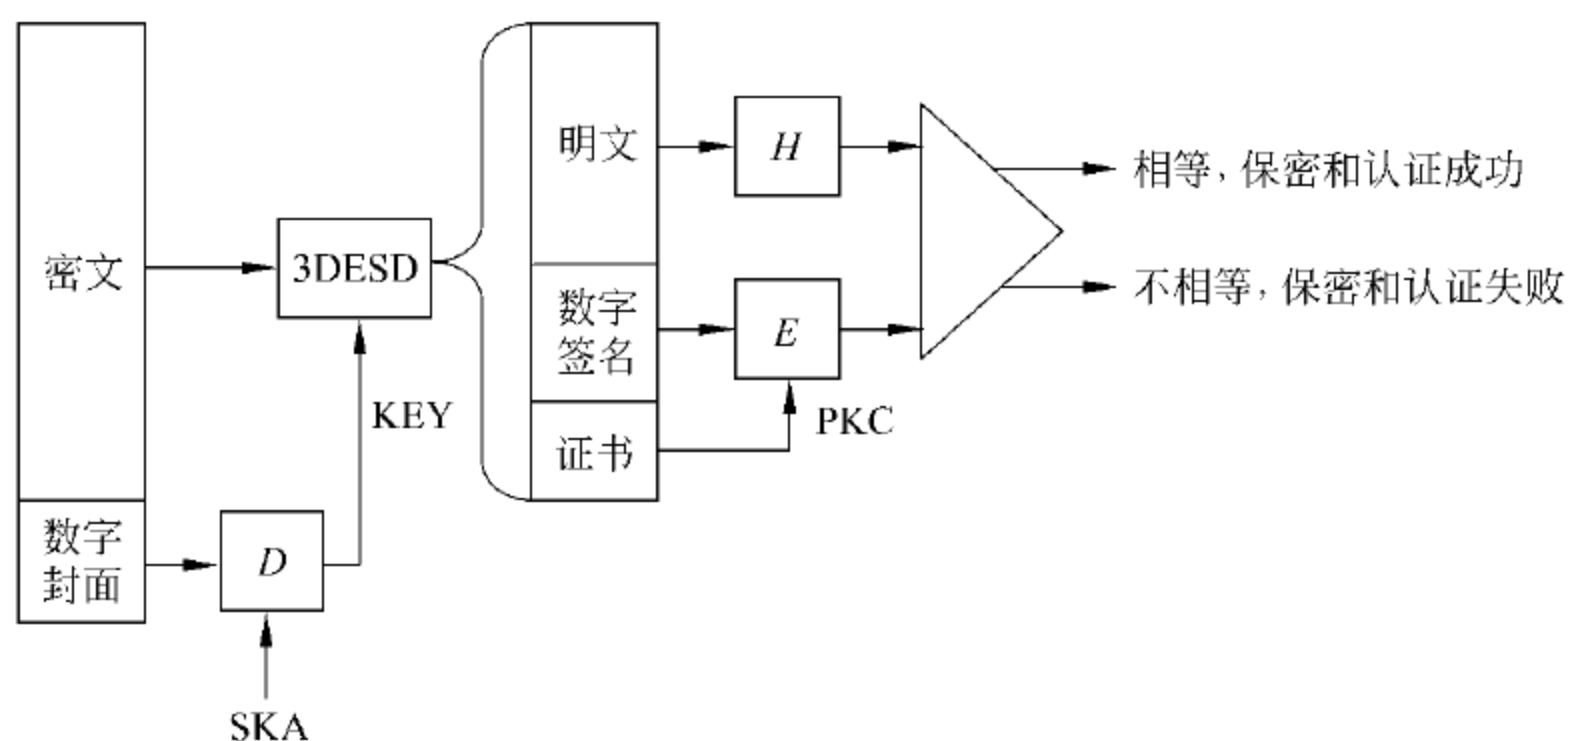 密文
数字
封面
3DESD
KEY
D
SKA
明文
数字
签名
证书
H
E
PKC
相等，保密和认证成功
不相等，保密和认证失败